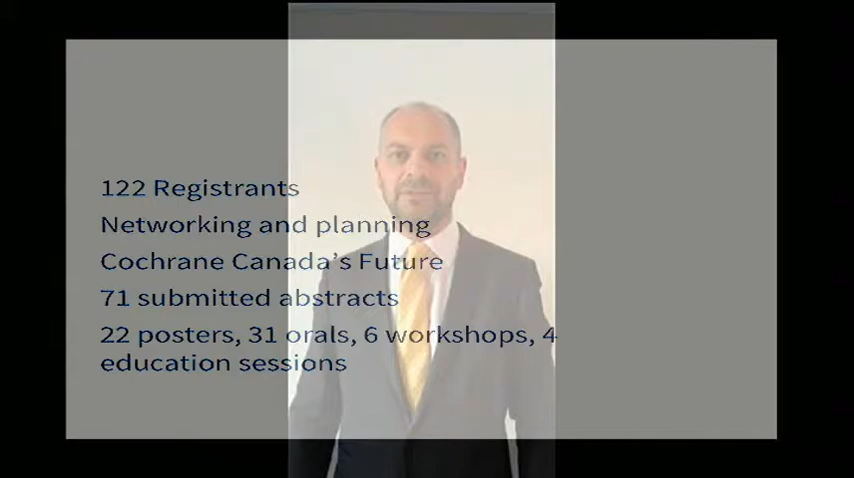 122 Registrants
Networking and planning
Cochrane Canada's Future
71 submitted abstracts
22 posters, 31 orals, 6 workshops, 4
education sessions